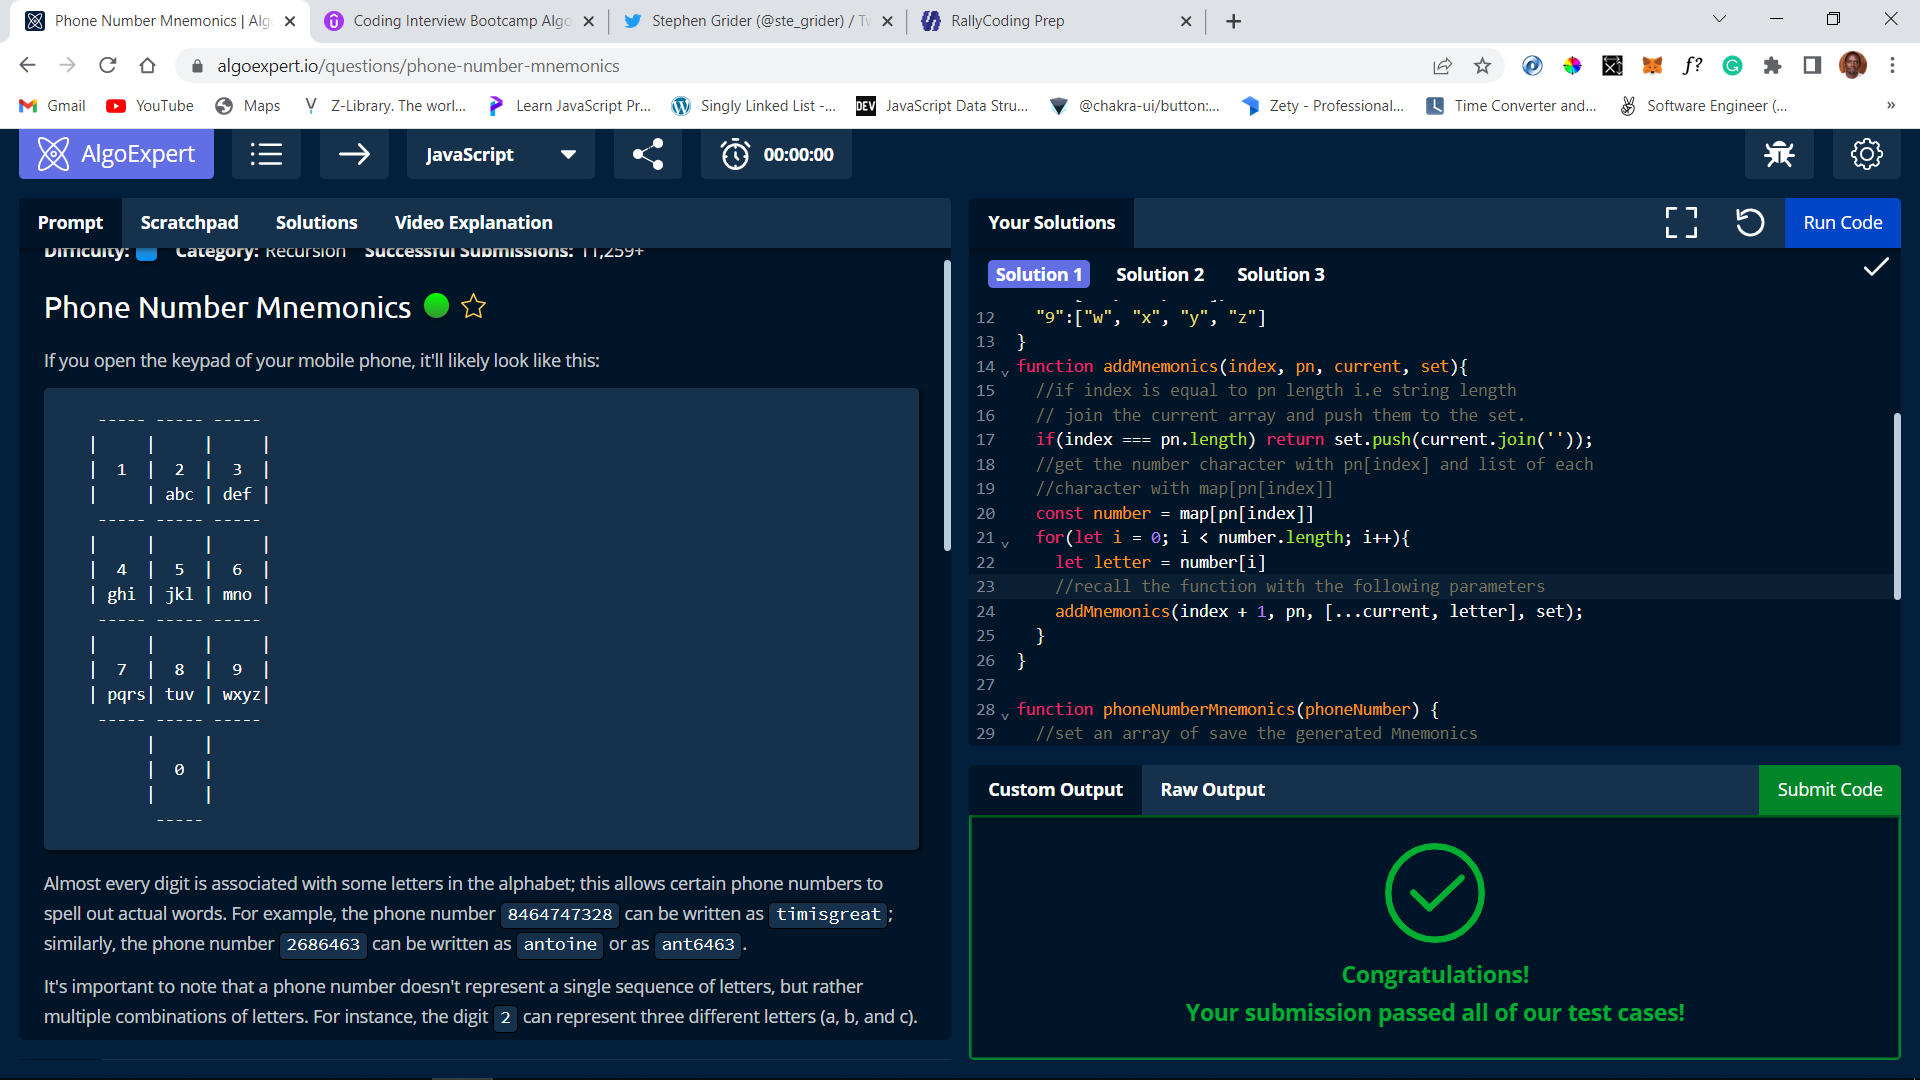 Phone Number Mnemonics | Alg
Coding Interview Bootcamp Algo
Stephen Grider (@ste_grider) / Tw
RallyCoding Prep
algoexpert.io/questions/phone-number-mnemonics
f?
Gmail
YouTube
Maps
Z-Library. The worl...
Learn JavaScript Pr...
Singly Linked List -...
DEV JavaScript Data Stru...
@chakra-ui/button:...
Zety - Professional...
Time Converter and...
Software Engineer (...
»
AlgoExpert
JavaScript
00:00:00
Prompt Scratchpad Solutions Video Explanation
Difficulty: Category: Recursion Successful Submissions: 11,259+
Phone Number Mnemonics
If you open the keypad of your mobile phone, it'll likely look like this:
----- ----- -----
|     |     |     |
|  1  |  2  |  3  |
|     | abc | def |
----- ----- -----
|     |     |     |
|  4  |  5  |  6  |
| ghi | jkl | mno |
----- ----- -----
|     |     |     |
|  7  |  8  |  9  |
| pqrs| tuv | wxyz|
----- ----- -----
|     |
|  0  |
|     |
-----
Almost every digit is associated with some letters in the alphabet; this allows certain phone numbers to
spell out actual words. For example, the phone number 8464747328 can be written as timisgreat ;
similarly, the phone number 2686463 can be written as antoine or as ant6463 .
It's important to note that a phone number doesn't represent a single sequence of letters, but rather
multiple combinations of letters. For instance, the digit 2 can represent three different letters (a, b, and c).
Your Solutions
Run Code
Solution 1 Solution 2 Solution 3
12 "9":["w", "x", "y", "z"]
13 }
14 function addMnemonics(index, pn, current, set){
15 //if index is equal to pn length i.e string length
16 // join the current array and push them to the set.
17 if(index === pn.length) return set.push(current.join(''));
18 //get the number character with pn[index] and list of each
19 //character with map[pn[index]]
20 const number = map[pn[index]]
21 for(let i = 0; i < number.length; i++){
22 let letter = number[i]
23 //recall the function with the following parameters
24 addMnemonics(index + 1, pn, [...current, letter], set);
25 }
26 }
27
28 function phoneNumberMnemonics(phoneNumber) {
29 //set an array of save the generated Mnemonics
Custom Output Raw Output
Submit Code
Congratulations!
Your submission passed all of our test cases!